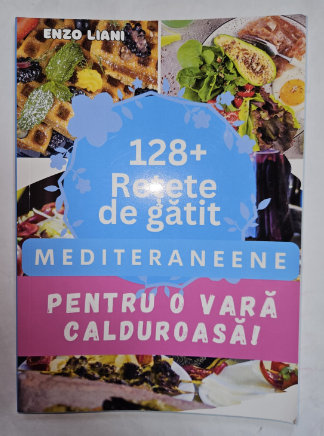 ENZO LIANI
128+
Rețete
de gătit
MEDITERANEENE
PENTRU O VARĂ
CALDUROASĂ!